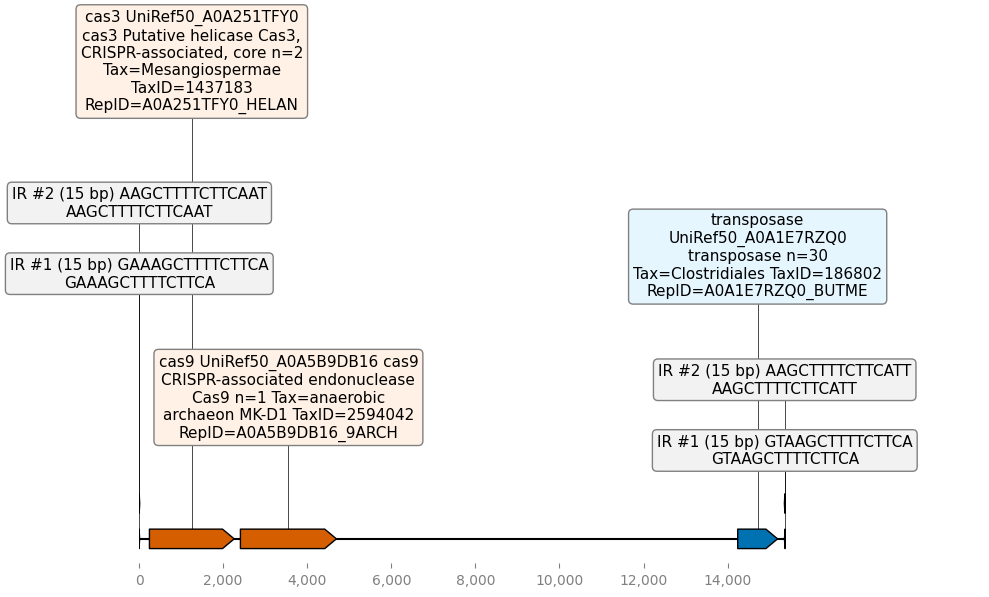 cas3 UniRef50_A0A251TFY0
cas3 Putative helicase Cas3,
CRISPR-associated, core n=2
Tax=Mesangiospermae
TaxID=1437183
RepID=A0A251TFY0_HELAN
IR #2 (15 bp) AAGCTTTTCTTCAAT
AAGCTTTTCTTCAAT
IR #1 (15 bp) GAAAGCTTTTCTTCA
GAAAGCTTTTCTTCA
transposase
UniRef50_A0A1E7RZQ0
transposase n=30
Tax=Clostridiales TaxID=186802
RepID=A0A1E7RZQ0_BUTME
cas9 UniRef50_A0A5B9DB16 cas9
CRISPR-associated endonuclease
Cas9 n=1 Tax=anaerobic
archaeon MK-D1 TaxID=2594042
RepID=A0A5B9DB16_9ARCH
IR #2 (15 bp) AAGCTTTTCTTCATT
AAGCTTTTCTTCATT
IR #1 (15 bp) GTAAGCTTTTCTTCA
GTAAGCTTTTCTTCA
0 2,000 4,000 6,000 8,000 10,000 12,000 14,000